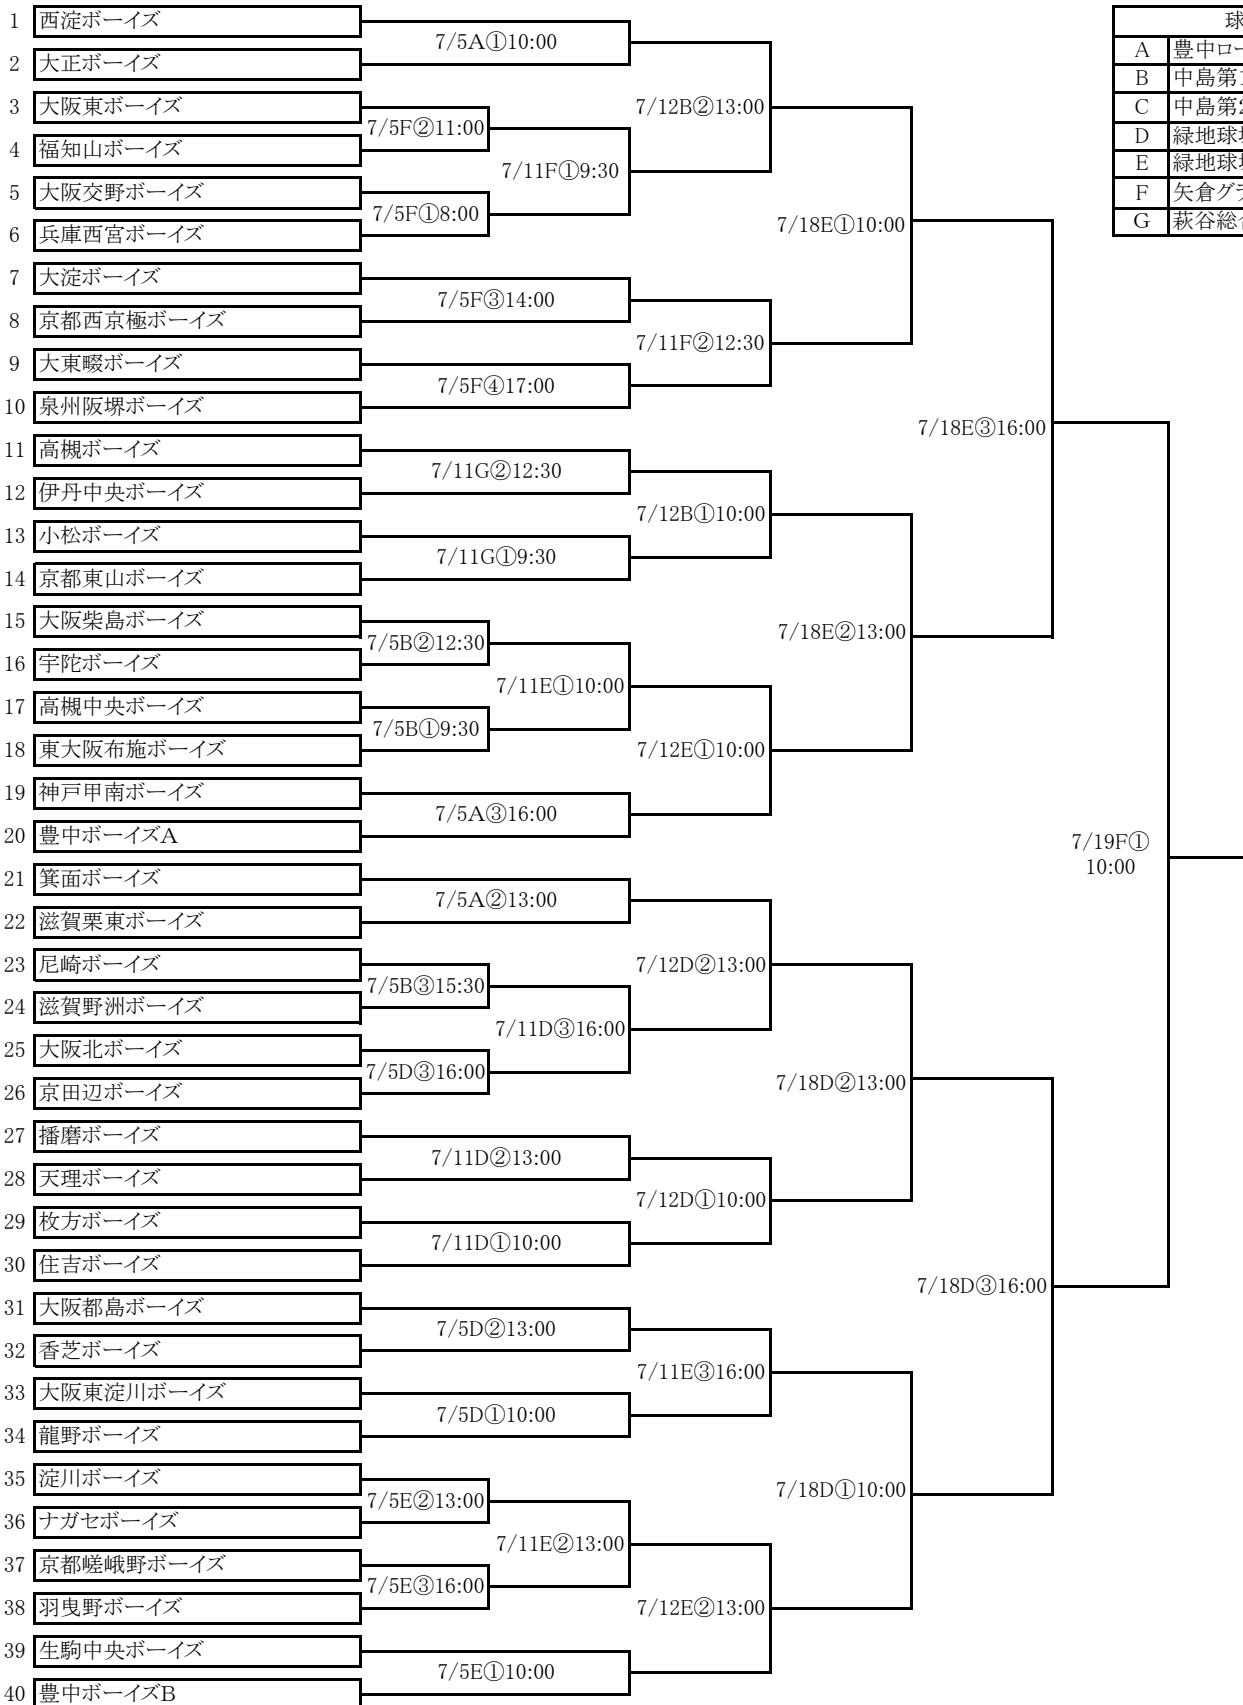 1 西淀ボーイズ
2 大正ボーイズ
3 大阪東ボーイズ
4 福知山ボーイズ
5 大阪交野ボーイズ
6 兵庫西宮ボーイズ
7 大淀ボーイズ
8 京都西京極ボーイズ
9 大東畷ボーイズ
10 泉州阪堺ボーイズ
11 高槻ボーイズ
12 伊丹中央ボーイズ
13 小松ボーイズ
14 京都東山ボーイズ
15 大阪柴島ボーイズ
16 宇陀ボーイズ
17 高槻中央ボーイズ
18 東大阪布施ボーイズ
19 神戸甲南ボーイズ
20 豊中ボーイズA
21 箕面ボーイズ
22 滋賀栗東ボーイズ
23 尼崎ボーイズ
24 滋賀野洲ボーイズ
25 大阪北ボーイズ
26 京田辺ボーイズ
27 播磨ボーイズ
28 天理ボーイズ
29 枚方ボーイズ
30 住吉ボーイズ
31 大阪都島ボーイズ
32 香芝ボーイズ
33 大阪東淀川ボーイズ
34 龍野ボーイズ
35 淀川ボーイズ
36 ナガセボーイズ
37 京都嵯峨野ボーイズ
38 羽曳野ボーイズ
39 生駒中央ボーイズ
40 豊中ボーイズB
7/5F②11:00
7/5F①8:00
7/5B②12:30
7/5B①9:30
7/5B③15:30
7/5D③16:00
7/5E②13:00
7/5E③16:00
7/5A①10:00
7/11F①9:30
7/5F③14:00
7/5F④17:00
7/11G②12:30
7/11G①9:30
7/11E①10:00
7/5A③16:00
7/5A②13:00
7/11D③16:00
7/11D②13:00
7/11D①10:00
7/5D②13:00
7/5D①10:00
7/11E②13:00
7/5E①10:00
7/12B②13:00
7/11F②12:30
7/12B①10:00
7/12E①10:00
7/12D②13:00
7/12D①10:00
7/11E③16:00
7/12E②13:00
7/18E①10:00
7/18E②13:00
7/18D②13:00
7/18D①10:00
7/18E③16:00
7/18D③16:00
7/19F①
10:00
球
A 豊中ロー
B 中島第
C 中島第2
D 緑地球
E 緑地球
F 矢倉グ
G 萩谷総